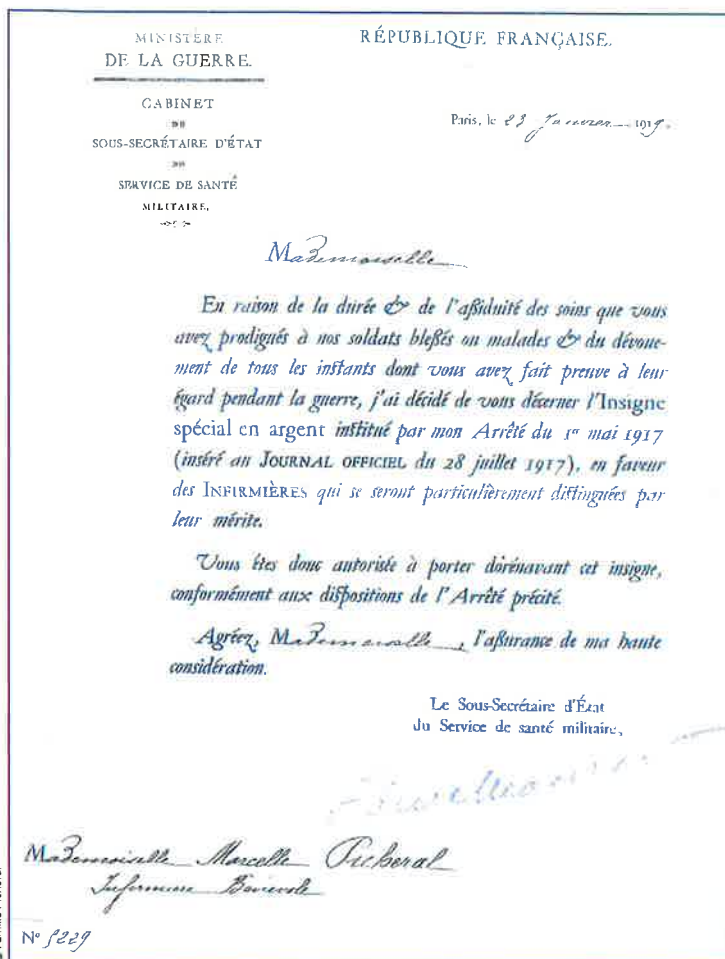 MINISTÈRE
DE LA GUERRE.
CABINET
DU
SOUS-SECRÉTAIRE D'ÉTAT
DU
SERVICE DE SANTÉ
MILITAIRE.
RÉPUBLIQUE FRANÇAISE.
Paris, le 23 Janvier 1919.
Mademoiselle
En raison de la durée & de l'assiduité des soins que vous
avez prodigués à nos soldats blessés ou malades & du dévoue-
ment de tous les instants dont vous avez fait preuve à leur
égard pendant la guerre, j'ai décidé de vous décerner l'Insigne
spécial en argent institué par mon Arrêté du 1er mai 1917
(inséré au JOURNAL OFFICIEL du 28 juillet 1917), en faveur
des INFIRMIÈRES qui se seront particulièrement distinguées par
leur mérite.
Vous êtes donc autorisée à porter dorénavant cet insigne,
conformément aux dispositions de l'Arrêté précité.
Agréez, Mademoiselle, l'assurance de ma haute
considération.
Le Sous-Secrétaire d'État
du Service de santé militaire,
Mademoiselle Marcelle Picheral
Infirmière Bénévole
N° 5229